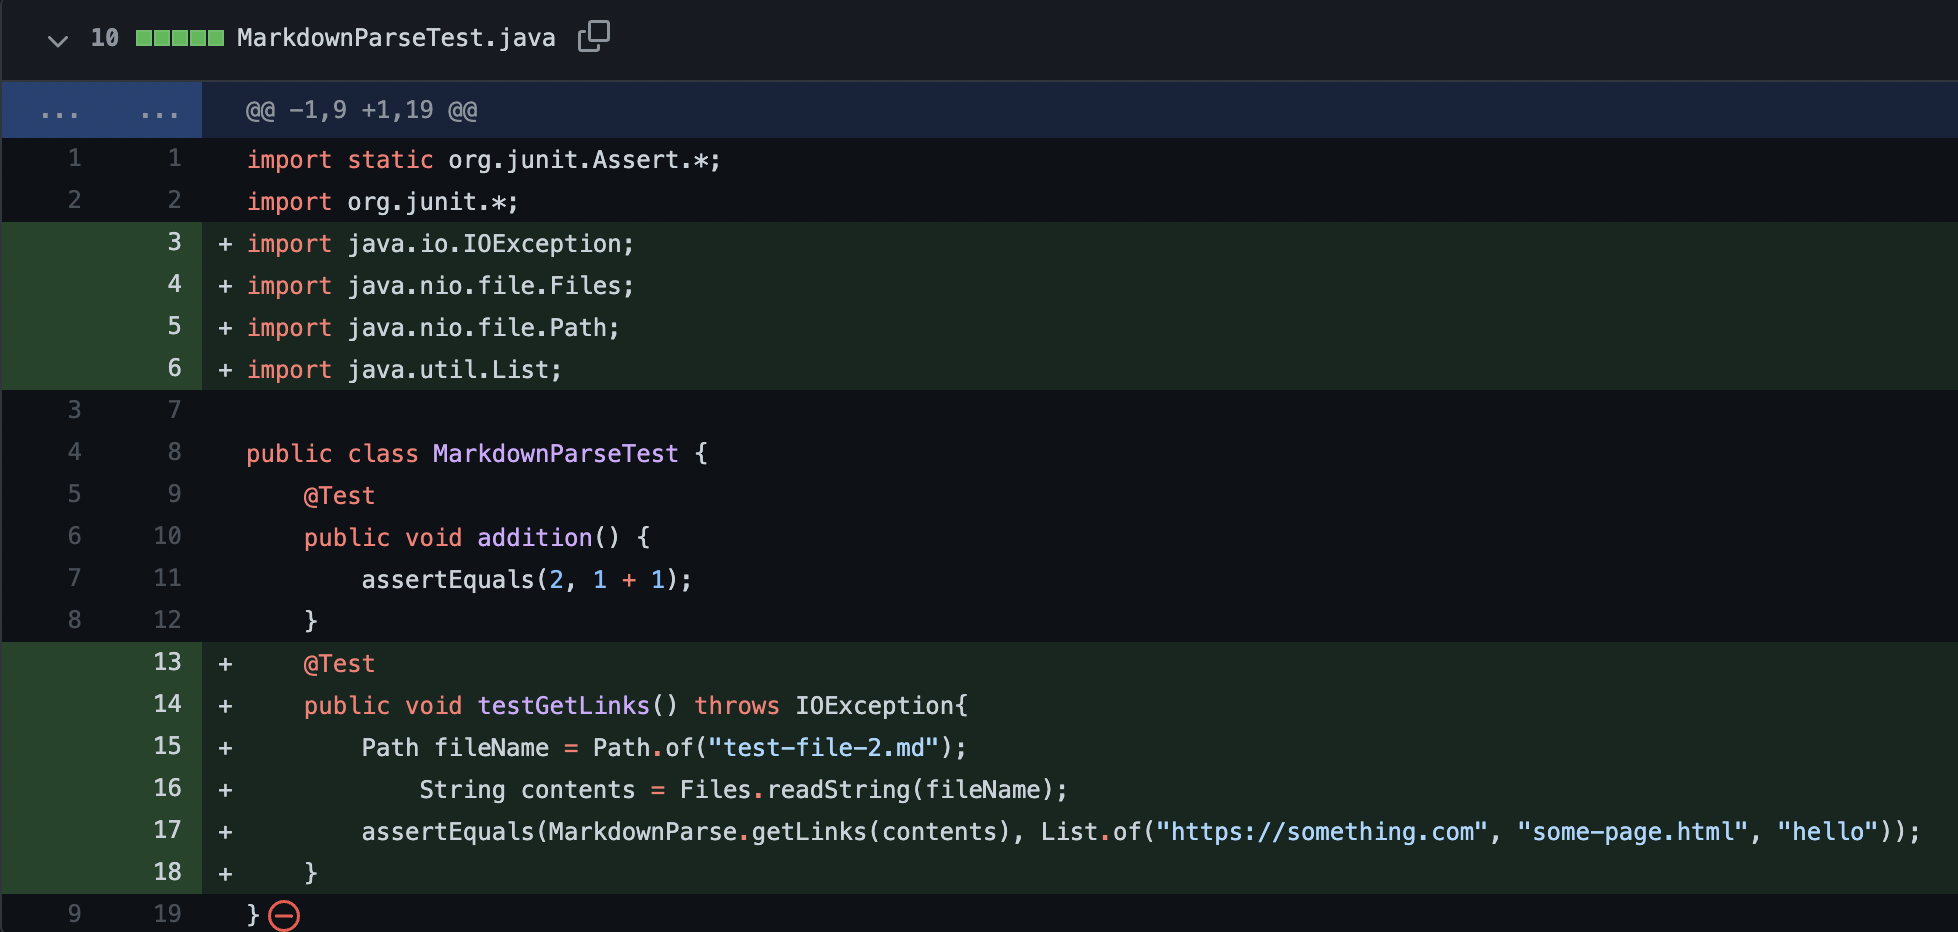 10 MarkdownParseTest.java
... ... @@ -1,9 +1,19 @@
1 1 import static org.junit.Assert.*;
2 2 import org.junit.*;
3 + import java.io.IOException;
4 + import java.nio.file.Files;
5 + import java.nio.file.Path;
6 + import java.util.List;
3 7
4 8 public class MarkdownParseTest {
5 9     @Test
6 10     public void addition() {
7 11         assertEquals(2, 1 + 1);
8 12     }
13 +     @Test
14 +     public void testGetLinks() throws IOException{
15 +         Path fileName = Path.of("test-file-2.md");
16 +             String contents = Files.readString(fileName);
17 +         assertEquals(MarkdownParse.getLinks(contents), List.of("https://something.com", "some-page.html", "hello"));
18 +     }
9 19 }